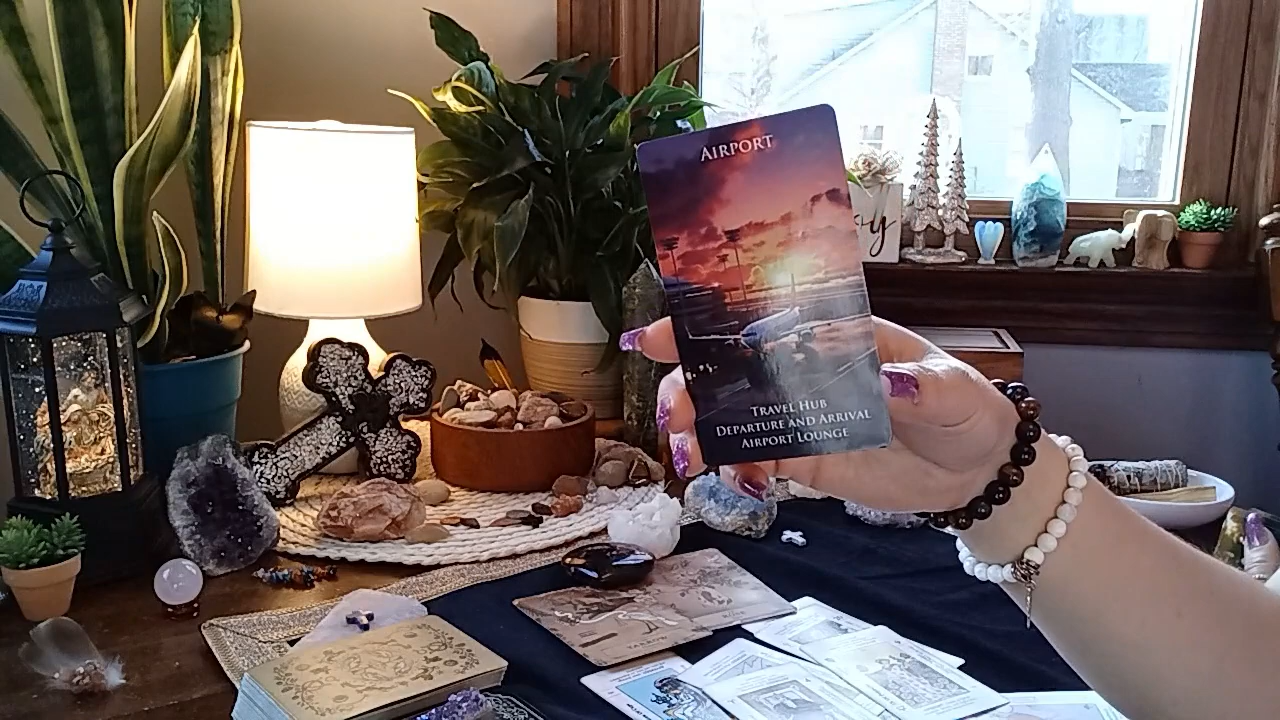 AIRPORT
TRAVEL HUB
DEPARTURE AND ARRIVAL
AIRPORT LOUNGE